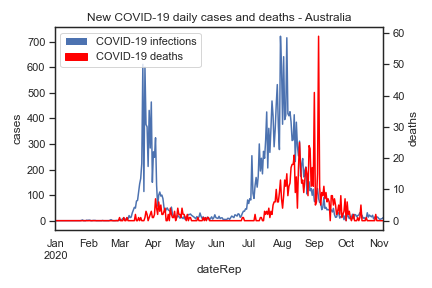 New COVID-19 daily cases and deaths - Australia
COVID-19 infections
COVID-19 deaths
cases
700
600
500
400
300
200
100
0
deaths
60
50
40
30
20
10
0
Jan Feb Mar Apr May Jun Jul Aug Sep Oct Nov
2020
dateRep